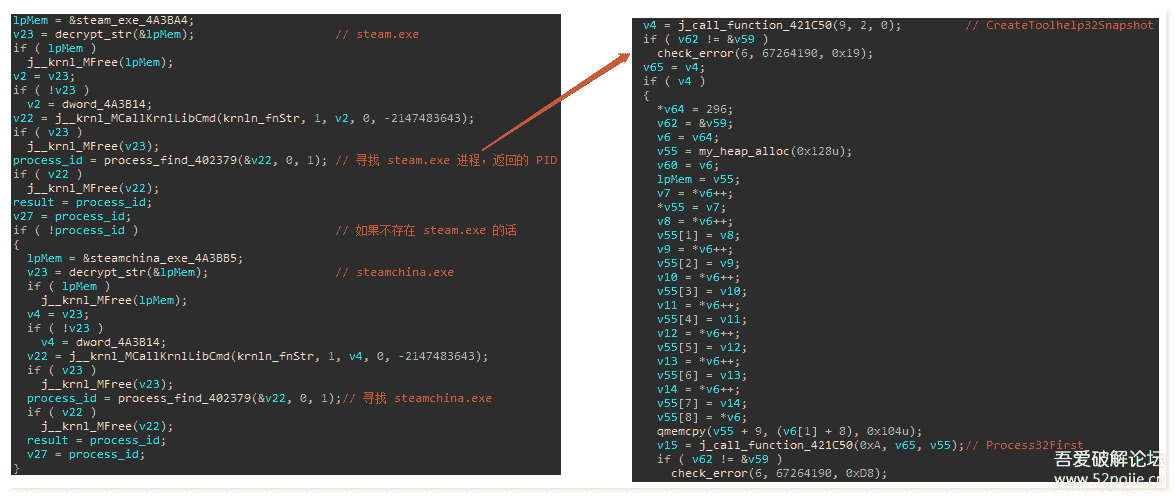 lpMem = &steam_exe_4A3BA4;
v23 = decrypt_str(&lpMem); // steam.exe
if ( lpMem )
j__krnl_MFree(lpMem);
v2 = v23;
if ( !v23 )
v2 = dword_4A3B14;
v22 = j__krnl_MCallKrnlLibCmd(krnln_fnStr, 1, v2, 0, -2147483643);
if ( v23 )
j__krnl_MFree(v23);
process_id = process_find_402379(&v22, 0, 1); // 寻找 steam.exe 进程，返回的 PID
if ( v22 )
j__krnl_MFree(v22);
result = process_id;
v27 = process_id;
if ( !process_id ) // 如果不存在 steam.exe 的话
{
lpMem = &steamchina_exe_4A3BB5;
v23 = decrypt_str(&lpMem); // steamchina.exe
if ( lpMem )
j__krnl_MFree(lpMem);
v4 = v23;
if ( !v23 )
v4 = dword_4A3B14;
v22 = j__krnl_MCallKrnlLibCmd(krnln_fnStr, 1, v4, 0, -2147483643);
if ( v23 )
j__krnl_MFree(v23);
process_id = process_find_402379(&v22, 0, 1);// 寻找 steamchina.exe
if ( v22 )
j__krnl_MFree(v22);
result = process_id;
v27 = process_id;
}
v4 = j_call_function_421C50(9, 2, 0); // CreateToolhelp32Snapshot
if ( v62 != &v59 )
check_error(6, 67264190, 0x19);
v65 = v4;
if ( v4 )
{
*v64 = 296;
v62 = &v59;
v6 = v64;
v55 = my_heap_alloc(0x128u);
v60 = v6;
lpMem = v55;
v7 = *v6++;
*v55 = v7;
v8 = *v6++;
v55[1] = v8;
v9 = *v6++;
v55[2] = v9;
v10 = *v6++;
v55[3] = v10;
v11 = *v6++;
v55[4] = v11;
v12 = *v6++;
v55[5] = v12;
v13 = *v6++;
v55[6] = v13;
v14 = *v6++;
v55[7] = v14;
v55[8] = *v6;
qmemcpy(v55 + 9, (v6[1] + 8), 0x104u);
v15 = j_call_function_421C50(0xA, v65, v55);// Process32First
if ( v62 != &v59 )
check_error(6, 67264190, 0xD8);
吾爱破解论坛
www.52pojie.cn